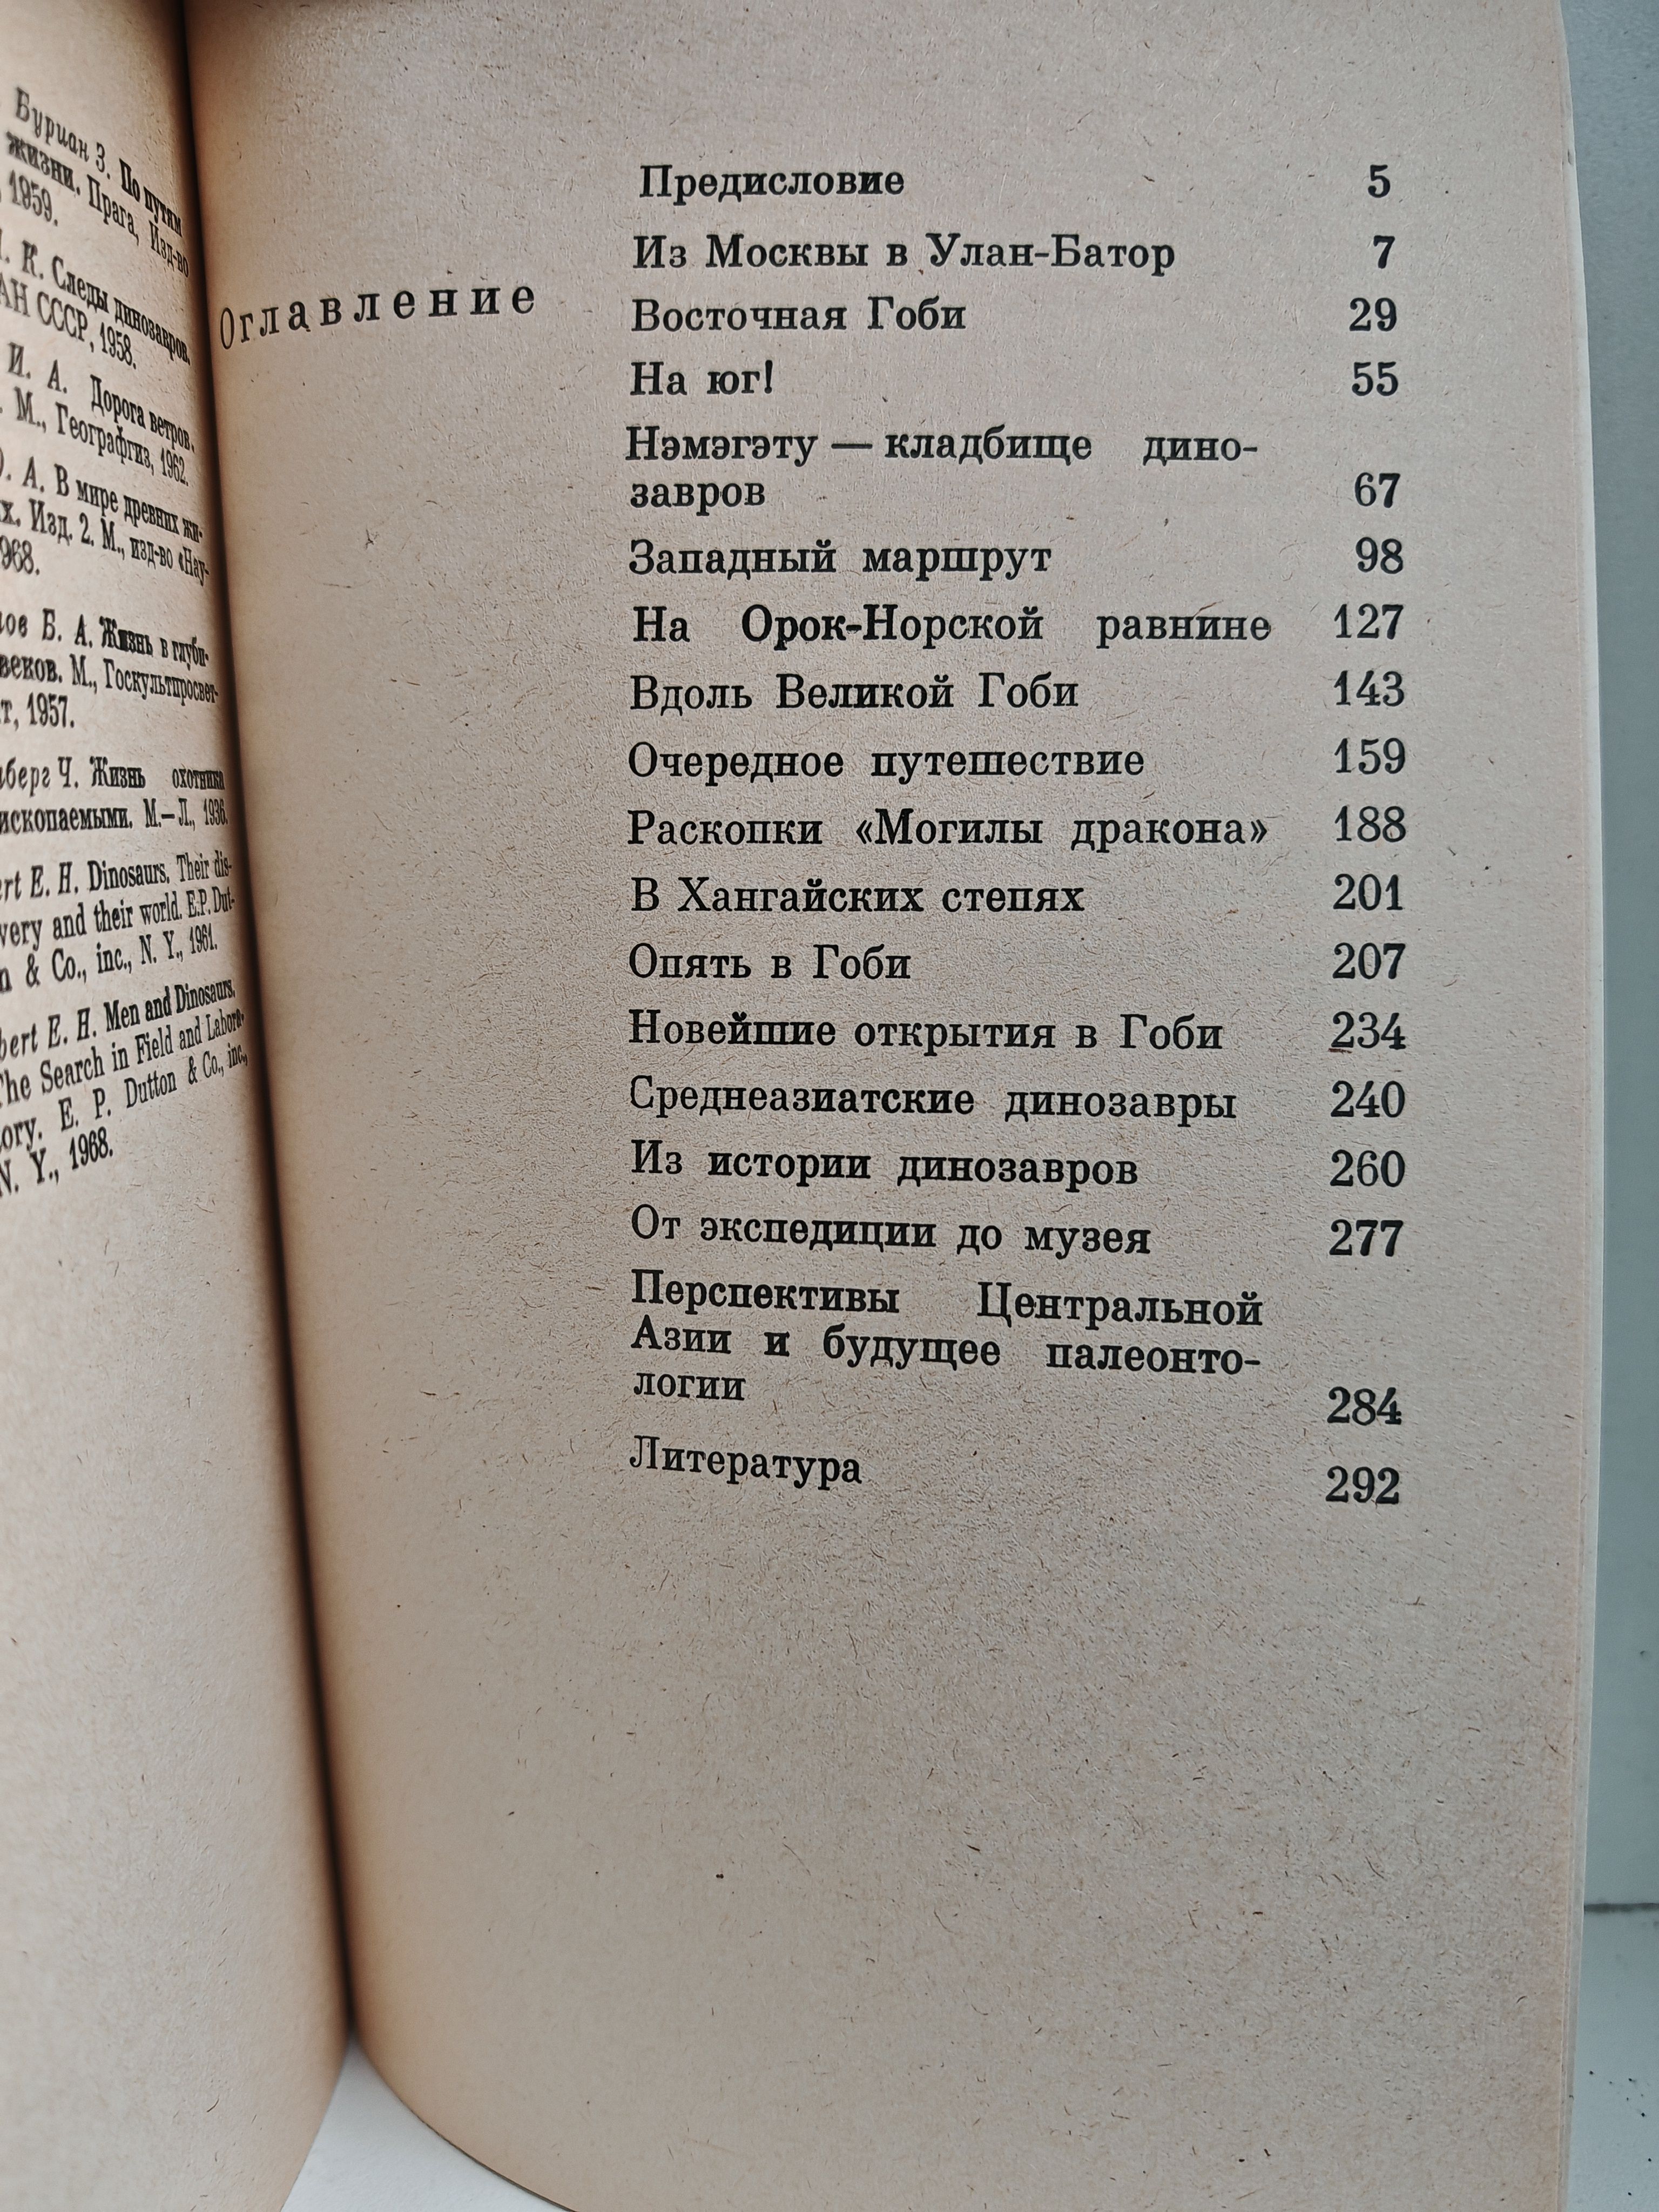 Буриан З. По путям
жизни. Прага, Изд-во
1959.
К. Следы динозавров.
АН СССР, 1958.
И. А. Дорога ветров.
М., Географгиз, 1962.
А. В мире древних жи-
Изд. 2. М., изд-во «Нау-
968.
Б. А. Жизнь в глуби-
веков. М., Госкультпросвет-
т, 1957.
Ч. Жизнь охотника
ископаемыми. М.—Л., 1936.
E. H. Dinosaurs. Their dis-
very and their world. E.P. Dut-
n & Co., inc., N. Y., 1961.
bert E. H. Men and Dinosaurs.
The Search in Field and Labora-
ory. E. P. Dutton & Co., inc.,
N. Y., 1968.
Оглавление
Предисловие 5
Из Москвы в Улан-Батор 7
Восточная Гоби 29
На юг! 55
Нэмэгэту — кладбище дино-
завров 67
Западный маршрут 98
На Орок-Норской равнине 127
Вдоль Великой Гоби 143
Очередное путешествие 159
Раскопки «Могилы дракона» 188
В Хангайских степях 201
Опять в Гоби 207
Новейшие открытия в Гоби 234
Среднеазиатские динозавры 240
Из истории динозавров 260
От экспедиции до музея 277
Перспективы Центральной
Азии и будущее палеонто-
логии 284
Литература 292